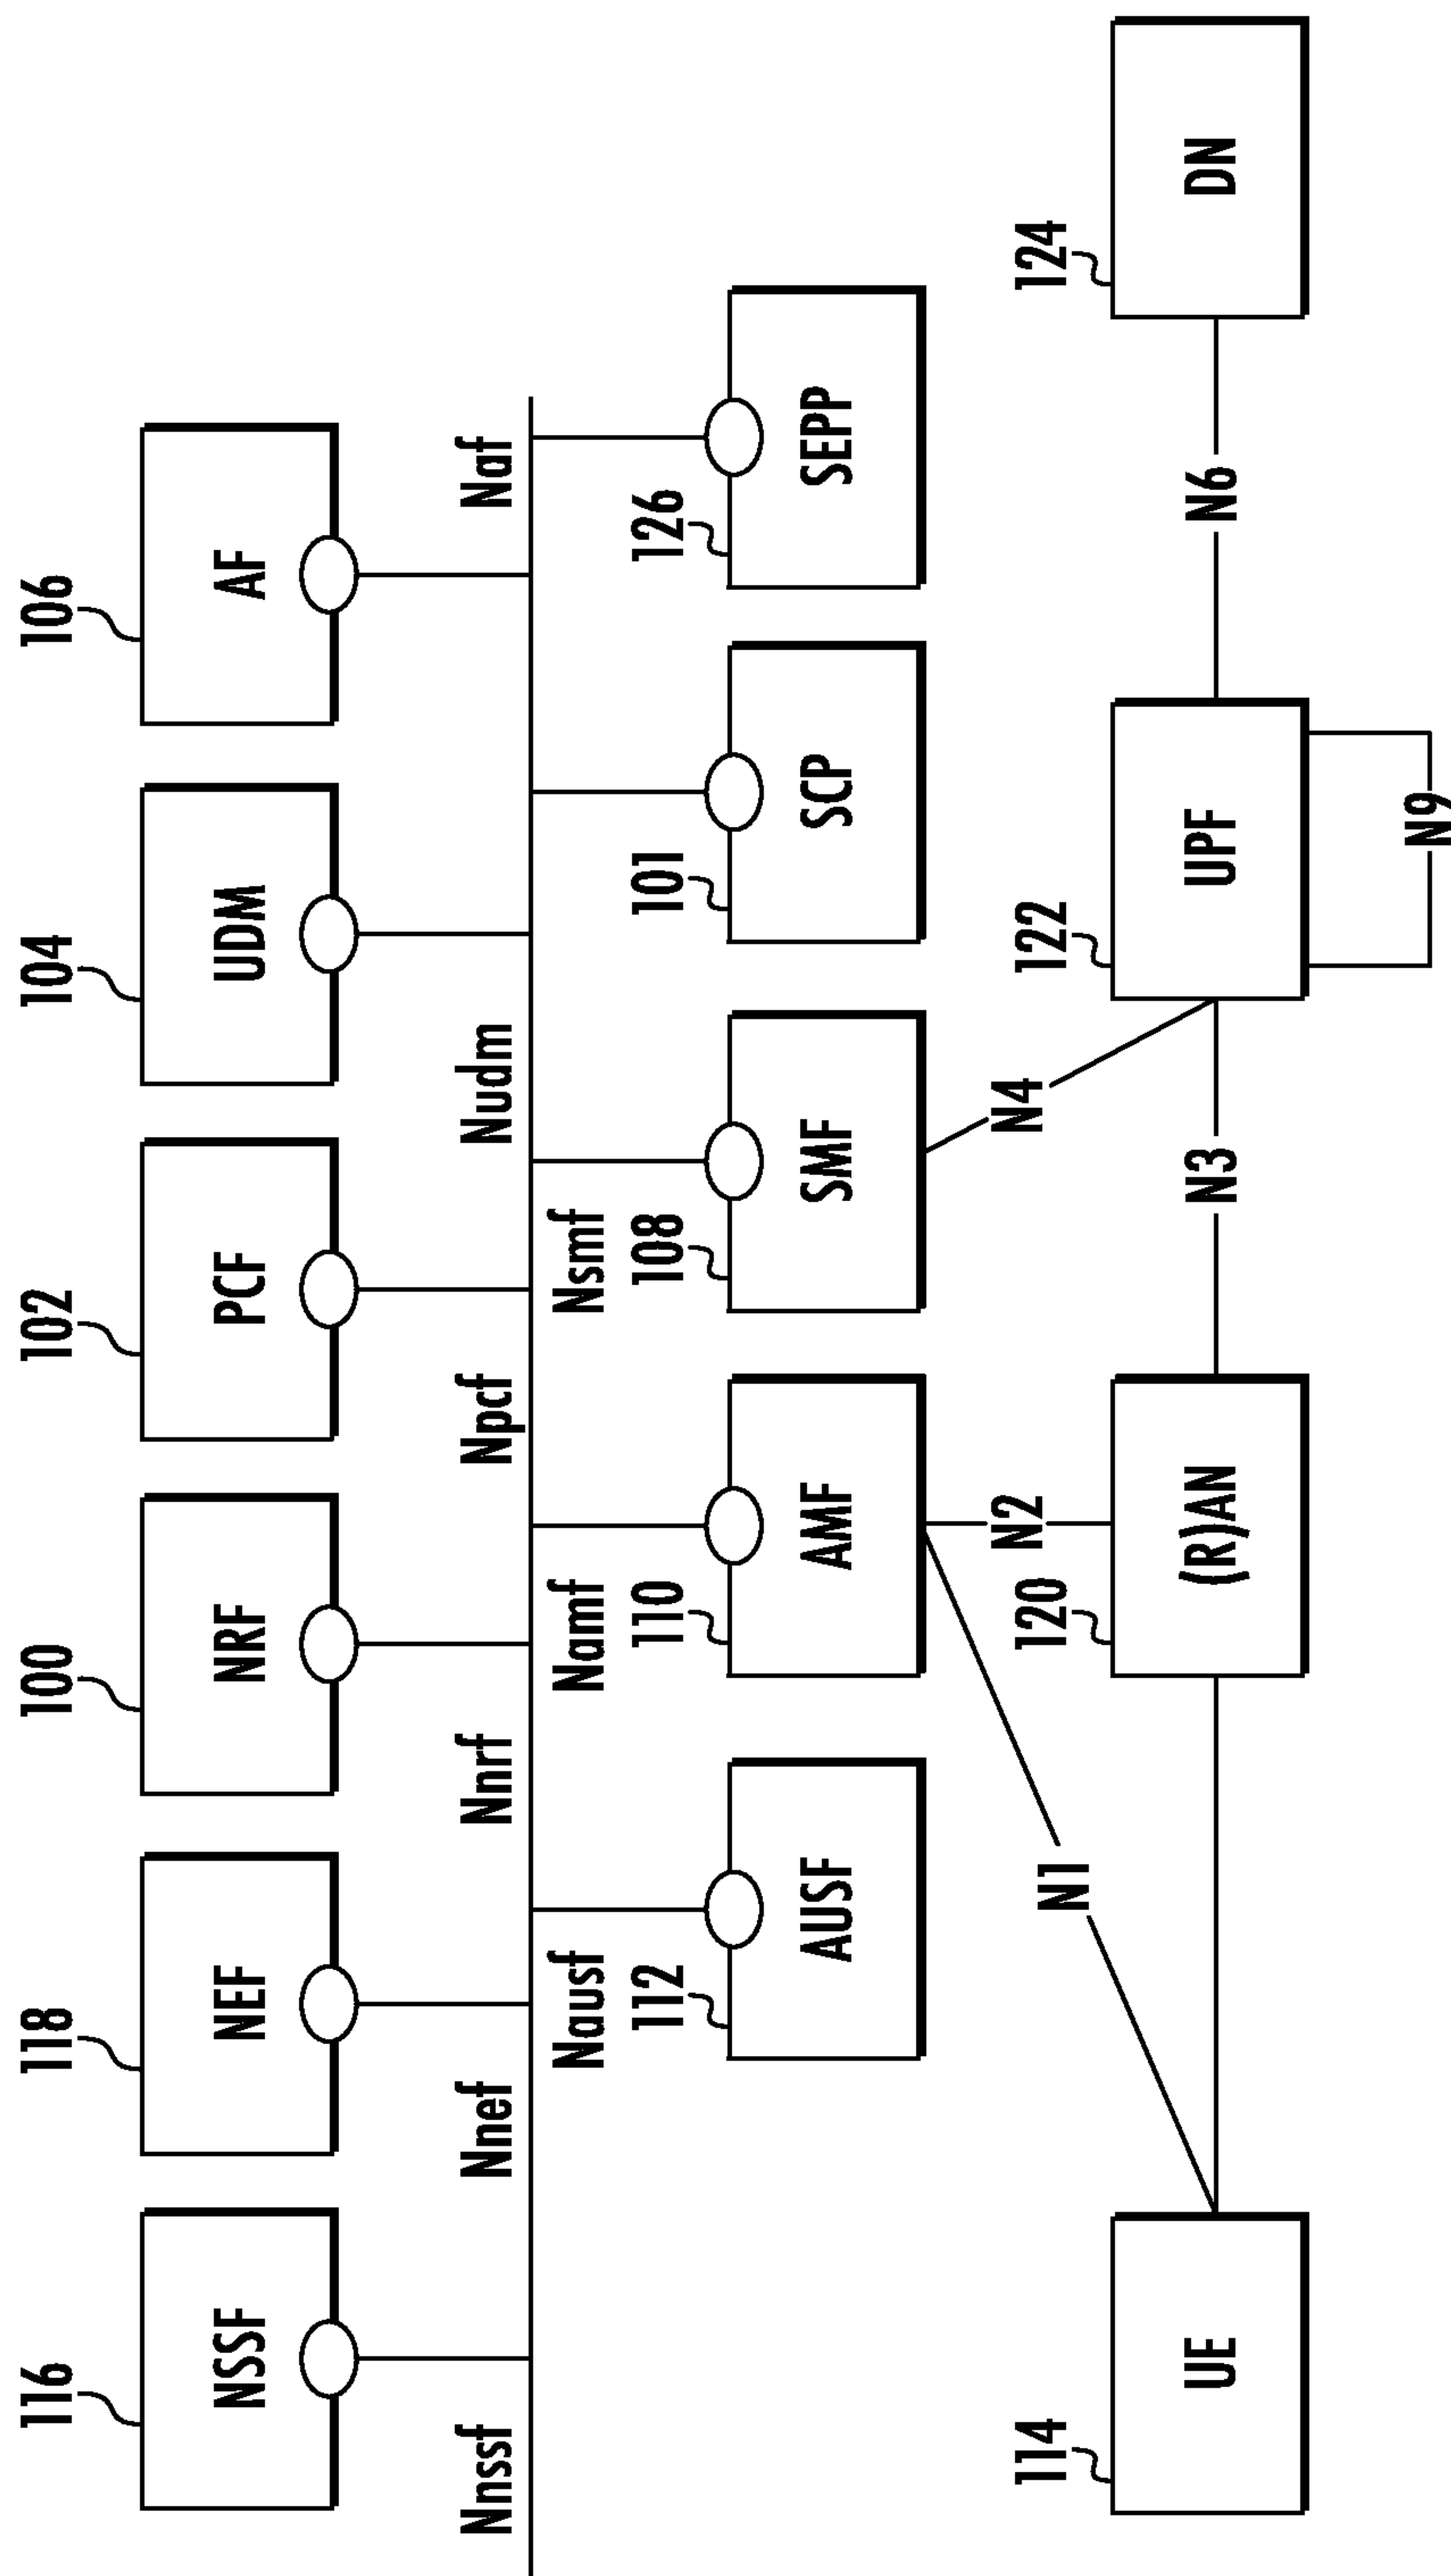 116 118 100 102 104 106
NSSF NEF NRF PCF UDM AF
Nnssf Nnef Nnrf Npcf Nudm Naf
Nausf Namf Nsmf
112 110 108 101 126
AUSF AMF SMF SCP SEPP
N1 N2 N4
114 120 122 124
UE (R)AN N3 UPF N6 DN
N9